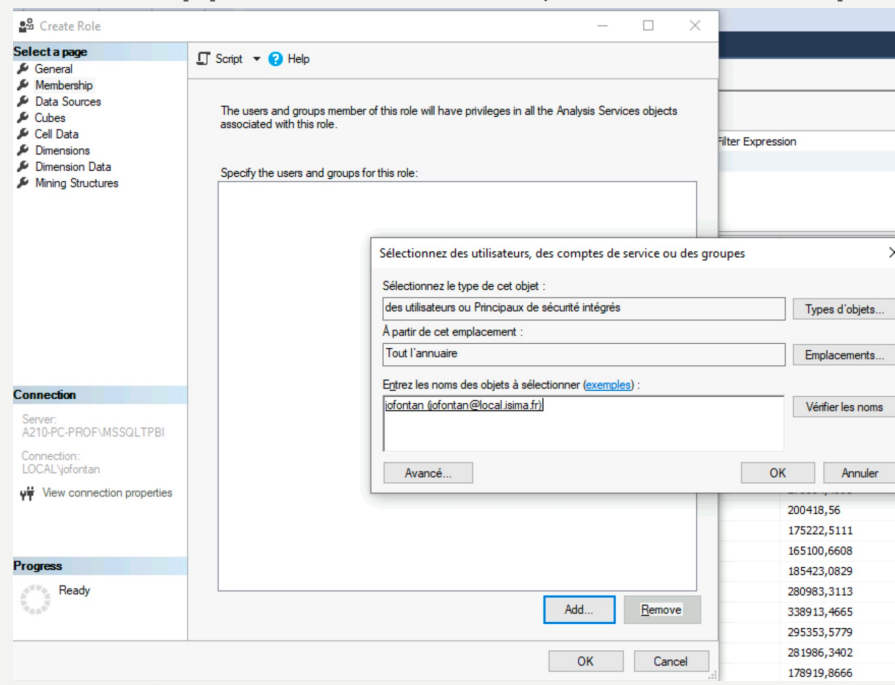 Create Role
Select a page
General
Membership
Data Sources
Cubes
Cell Data
Dimensions
Dimension Data
Mining Structures
Script
Help
The users and groups member of this role will have privileges in all the Analysis Services objects
associated with this role.
Specify the users and groups for this role:
Filter Expression
Sélectionnez des utilisateurs, des comptes de service ou des groupes
Sélectionnez le type de cet objet :
des utilisateurs ou Principaux de sécurité intégrés
Types d'objets...
À partir de cet emplacement :
Tout l'annuaire
Emplacements...
Entrez les noms des objets à sélectionner (exemples) :
jofontan (jofontan@local.isima.fr)
Vérifier les noms
Avancé...
OK
Annuler
Connection
Server:
A210-PC-PROF\MSSQLTPBI
Connection:
LOCAL\jofontan
View connection properties
Progress
Ready
200418,56
175222,5111
165100,6608
185423,0829
280983,3113
338913,4665
295353,5779
281986,3402
178919,8666
Add...
Remove
OK
Cancel